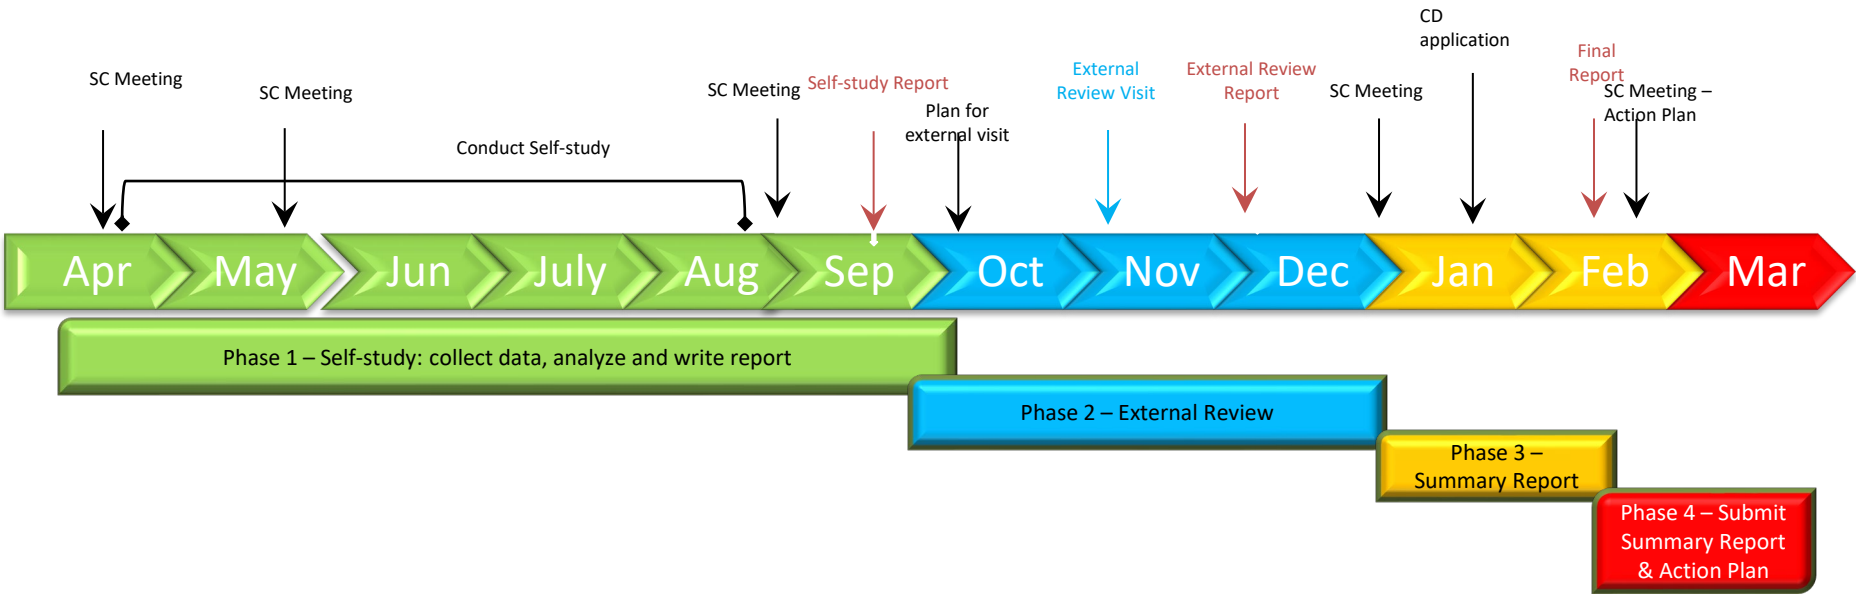 CD
application
Final
Report
SC Meeting
SC Meeting
SC Meeting
Self-study Report
External
Review Visit
External Review
Report
SC Meeting
SC Meeting –
Action Plan
Plan for
external visit
Conduct Self-study
Apr
May
Jun
July
Aug
Sep
Oct
Nov
Dec
Jan
Feb
Mar
Phase 1 – Self-study: collect data, analyze and write report
Phase 2 – External Review
Phase 3 –
Summary Report
Phase 4 – Submit
Summary Report
& Action Plan